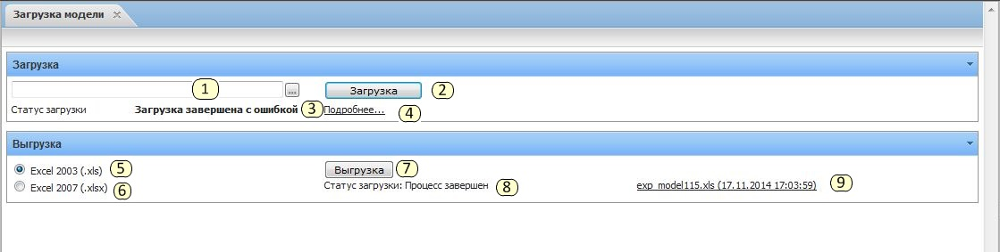 Загрузка модели ×
Загрузка
1 ... Загрузка 2
Статус загрузки Загрузка завершена с ошибкой 3 Подробнее... 4
Выгрузка
Excel 2003 (.xls) 5 Выгрузка 7
Excel 2007 (.xlsx) 6 Статус загрузки: Процесс завершен 8 exp_model115.xls (17.11.2014 17:03:59) 9